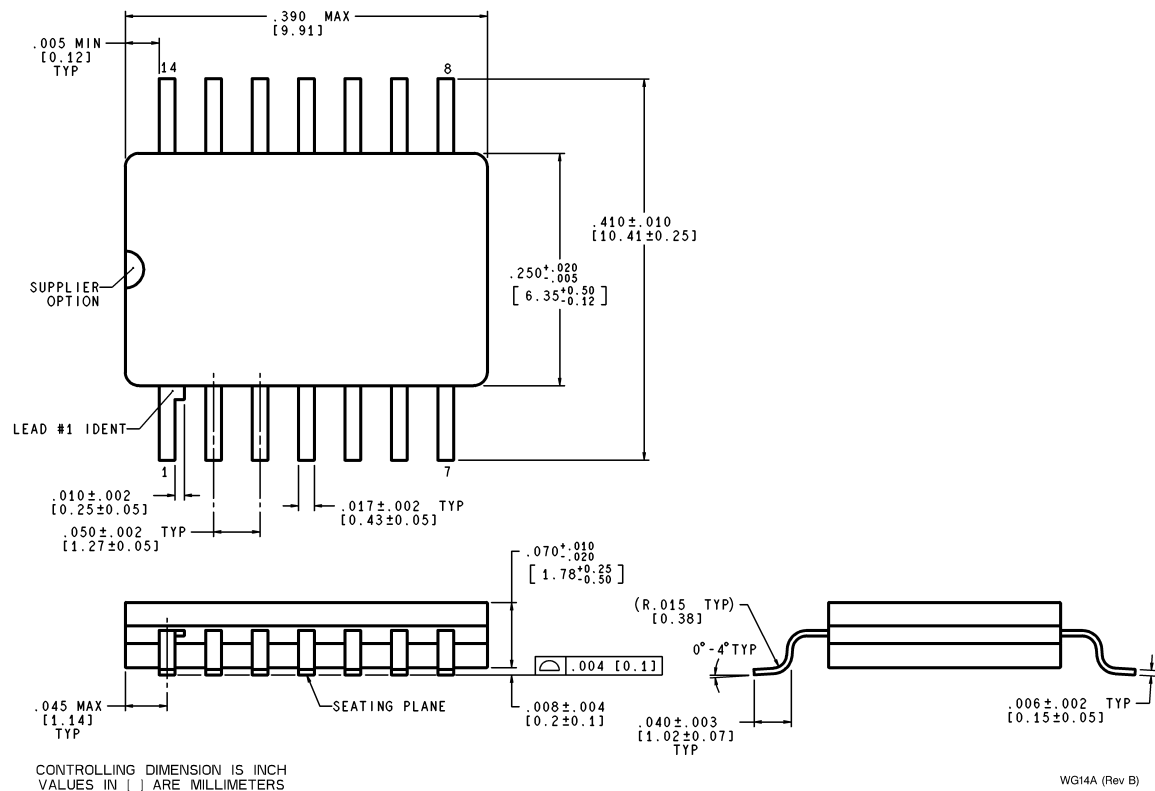 .390 MAX
[9.91]
.005 MIN
[0.12]
TYP
14
8
.410±.010
[10.41±0.25]
.250+.020
-.005
[ 6.35+0.50
-0.12 ]
SUPPLIER
OPTION
LEAD #1 IDENT
1
7
.010±.002
[0.25±0.05]
.017±.002 TYP
[0.43±0.05]
.050±.002 TYP
[1.27±0.05]
.070+.010
-.020
[ 1.78+0.25
-0.50 ]
(R.015 TYP)
[0.38]
0°-4° TYP
.004 [0.1]
.045 MAX
[1.14]
TYP
SEATING PLANE
.008±.004
[0.2±0.1]
.040±.003
[1.02±0.07]
TYP
.006±.002 TYP
[0.15±0.05]
CONTROLLING DIMENSION IS INCH
VALUES IN [ ] ARE MILLIMETERS
WG14A (Rev B)